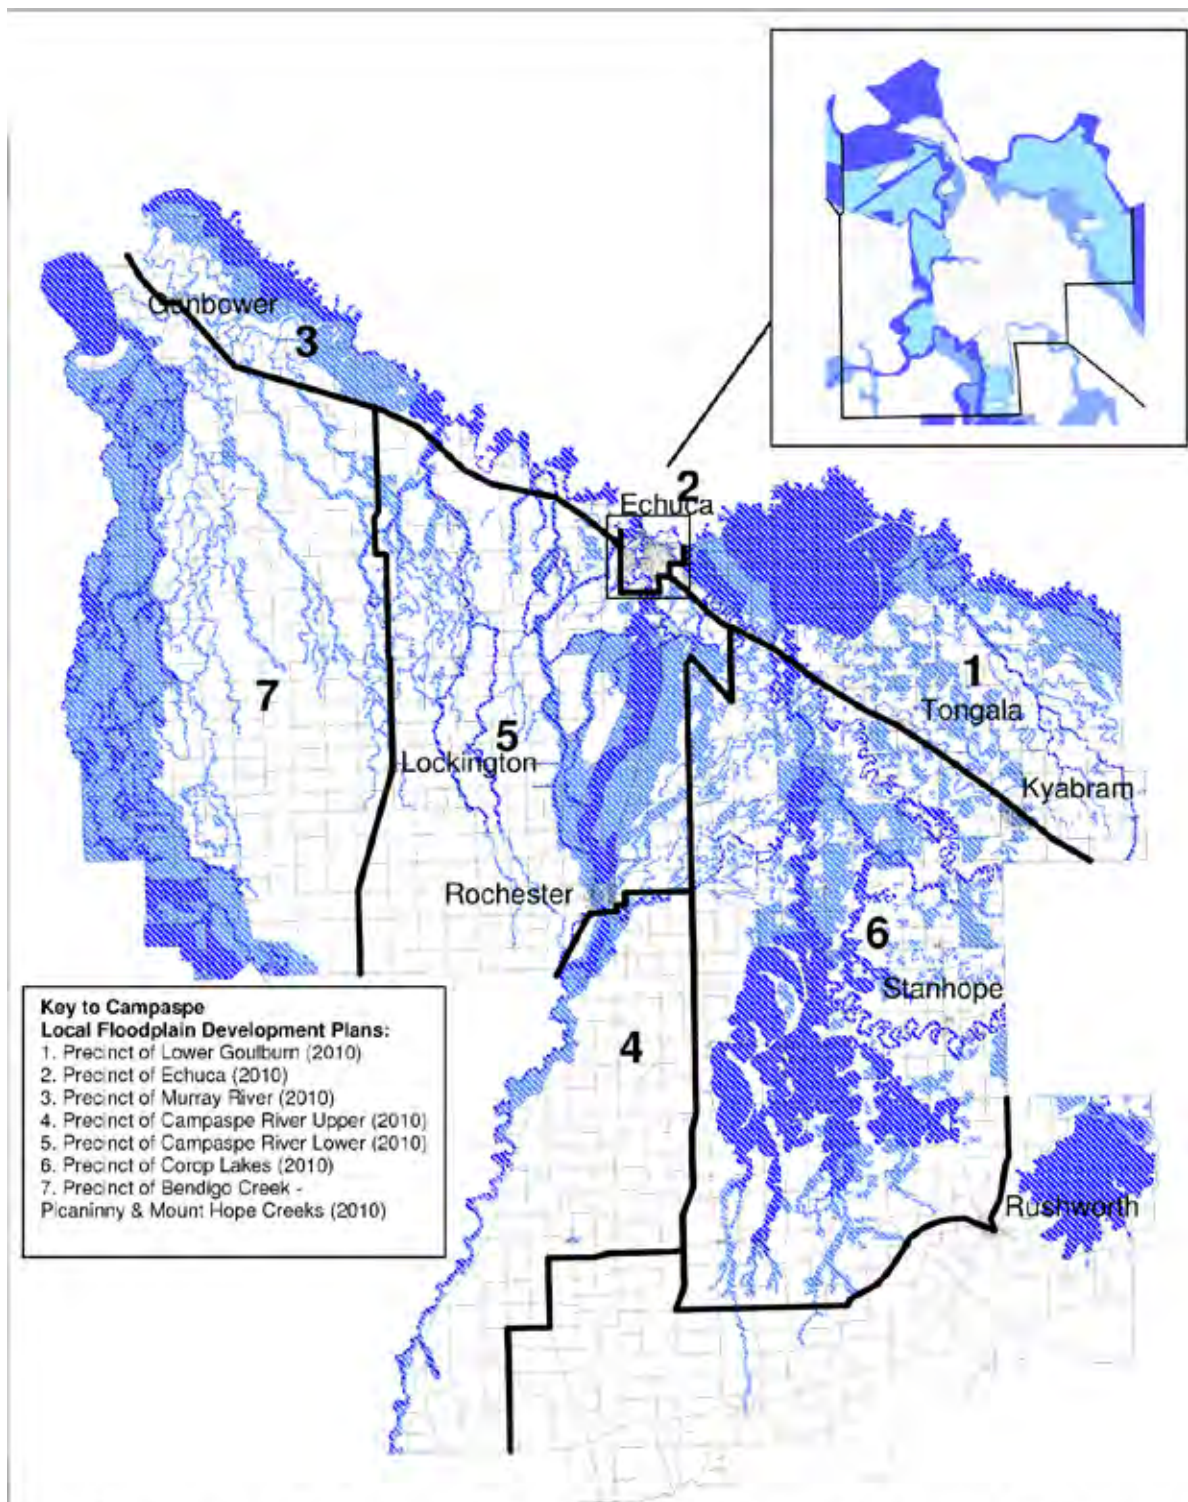 Gunbower
3
2
Echuca
1
Tongala
7
5
Lockington
Kyabram
Rochester
6
Stanhope
4
Rushworth
Key to Campaspe
Local Floodplain Development Plans:
1. Precinct of Lower Goulburn (2010)
2. Precinct of Echuca (2010)
3. Precinct of Murray River (2010)
4. Precinct of Campaspe River Upper (2010)
5. Precinct of Campaspe River Lower (2010)
6. Precinct of Corop Lakes (2010)
7. Precinct of Bendigo Creek -
Picaninny & Mount Hope Creeks (2010)